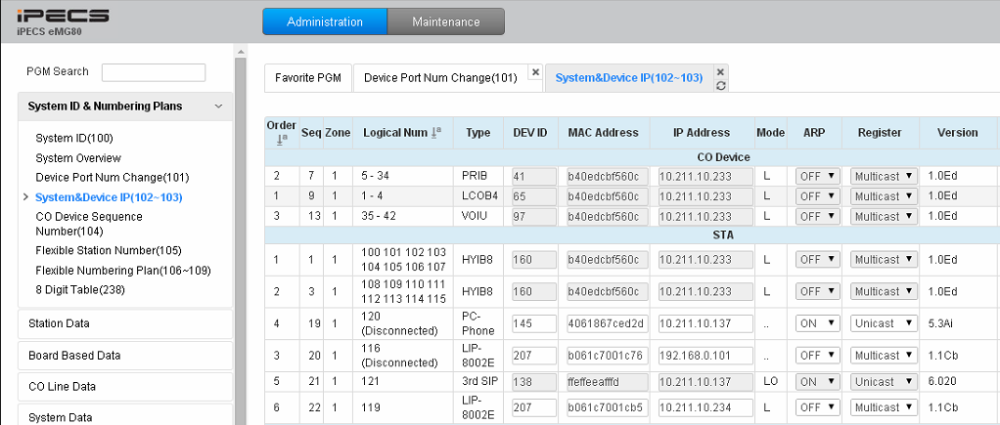 iPECS
iPECS eMG80
Administration Maintenance
PGM Search
System ID & Numbering Plans
System ID(100)
System Overview
Device Port Num Change(101)
System&Device IP(102~103)
CO Device Sequence
Number(104)
Flexible Station Number(105)
Flexible Numbering Plan(106~109)
8 Digit Table(238)
Station Data
Board Based Data
CO Line Data
System Data
Favorite PGM Device Port Num Change(101) System&Device IP(102~103)
Order Seq Zone Logical Num Type DEV ID MAC Address IP Address Mode ARP Register Version
CO Device
2 7 1 5 - 34 PRIB 41 b40edcbf560c 10.211.10.233 L OFF Multicast 1.0Ed
1 9 1 1 - 4 LCOB4 65 b40edcbf560c 10.211.10.233 L OFF Multicast 1.0Ed
3 13 1 35 - 42 VOIU 97 b40edcbf560c 10.211.10.233 L OFF Multicast 1.0Ed
STA
100 101 102 103
1 1 1 HYIB8 160 b40edcbf560c 10.211.10.233 L OFF Multicast 1.0Ed
104 105 106 107
108 109 110 111
2 3 1 HYIB8 160 b40edcbf560c 10.211.10.233 L OFF Multicast 1.0Ed
112 113 114 115
120 PC-
4 19 1 145 4061867ced2d 10.211.10.137 .. ON Unicast 5.3Ai
(Disconnected) Phone
116 LIP-
3 20 1 207 b061c7001c76 192.168.0.101 .. OFF Multicast 1.1Cb
(Disconnected) 8002E
5 21 1 121 3rd SIP 138 ffeffeeafffd 10.211.10.137 LO ON Unicast 6.020
LIP-
6 22 1 119 207 b061c7001cb5 10.211.10.234 L OFF Multicast 1.1Cb
8002E